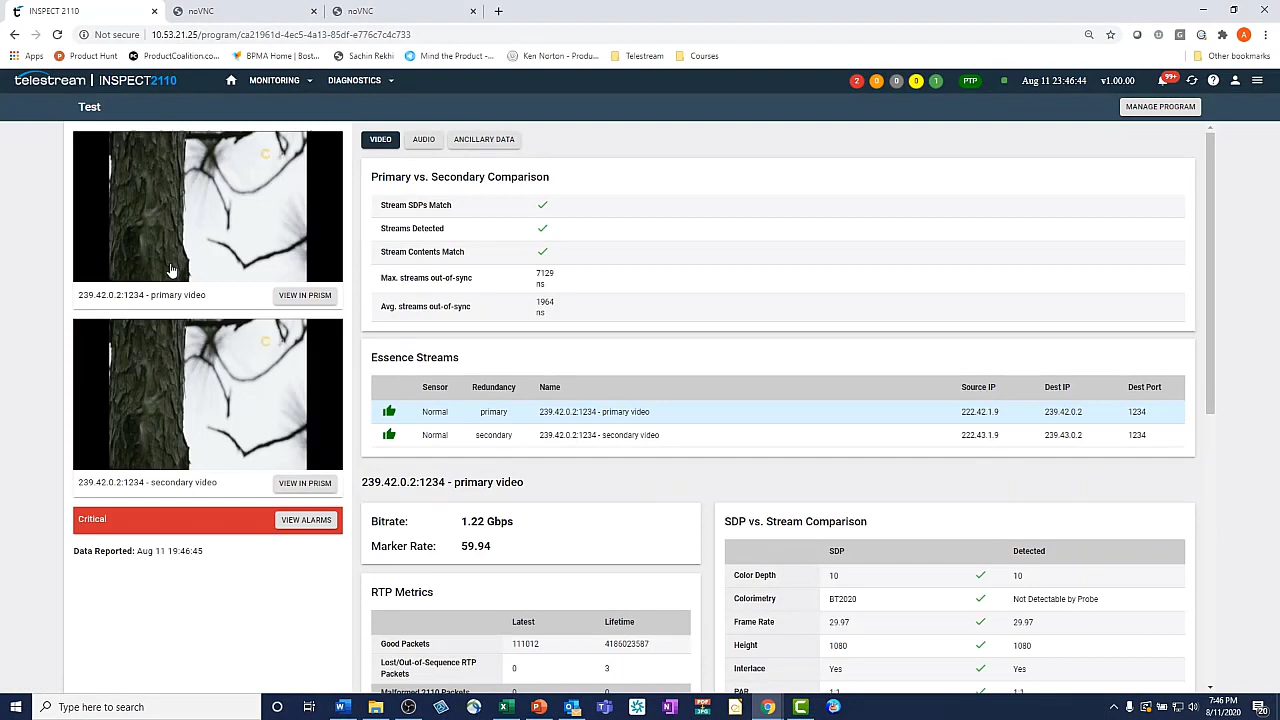 INSPECT 2110
noVNC
noVNC
Not secure
10.53.21.25/program/ca21961d-4ec5-4a13-85df-e776c7c4c733
Apps
Product Hunt
ProductCoalition.co...
BPMA Home | Bost...
Sachin Rekhi
Mind the Product
Ken Norton - Produ...
Telestream
Courses
Other bookmarks
telestream | INSPECT2110
MONITORING
DIAGNOSTICS
2 0 0 0 1
PTP
Aug 11 23:46:44
v1.00.00
99+
Test
MANAGE PROGRAM
239.42.0.2:1234 - primary video
VIEW IN PRISM
239.42.0.2:1234 - secondary video
VIEW IN PRISM
Critical
VIEW ALARMS
Data Reported: Aug 11 19:46:45
VIDEO
AUDIO
ANCILLARY DATA
Primary vs. Secondary Comparison
Stream SDPs Match
Streams Detected
Stream Contents Match
Max. streams out-of-sync
7129
ns
Avg. streams out-of-sync
1964
ns
Essence Streams
Sensor Redundancy Name Source IP Dest IP Dest Port
Normal primary 239.42.0.2:1234 - primary video 222.42.1.9 239.42.0.2 1234
Normal secondary 239.42.0.2:1234 - secondary video 222.43.1.9 239.43.0.2 1234
239.42.0.2:1234 - primary video
Bitrate: 1.22 Gbps
Marker Rate: 59.94
RTP Metrics
Latest Lifetime
Good Packets 111012 4186023587
Lost/Out-of-Sequence RTP
Packets
0 3
Malformed 2110 Packets 0 0
SDP vs. Stream Comparison
SDP Detected
Color Depth 10 10
Colorimetry BT2020 Not Detectable by Probe
Frame Rate 29.97 29.97
Height 1080 1080
Interlace Yes Yes
PAR 1:1 1:1
Type here to search
7:46 PM
8/11/2020